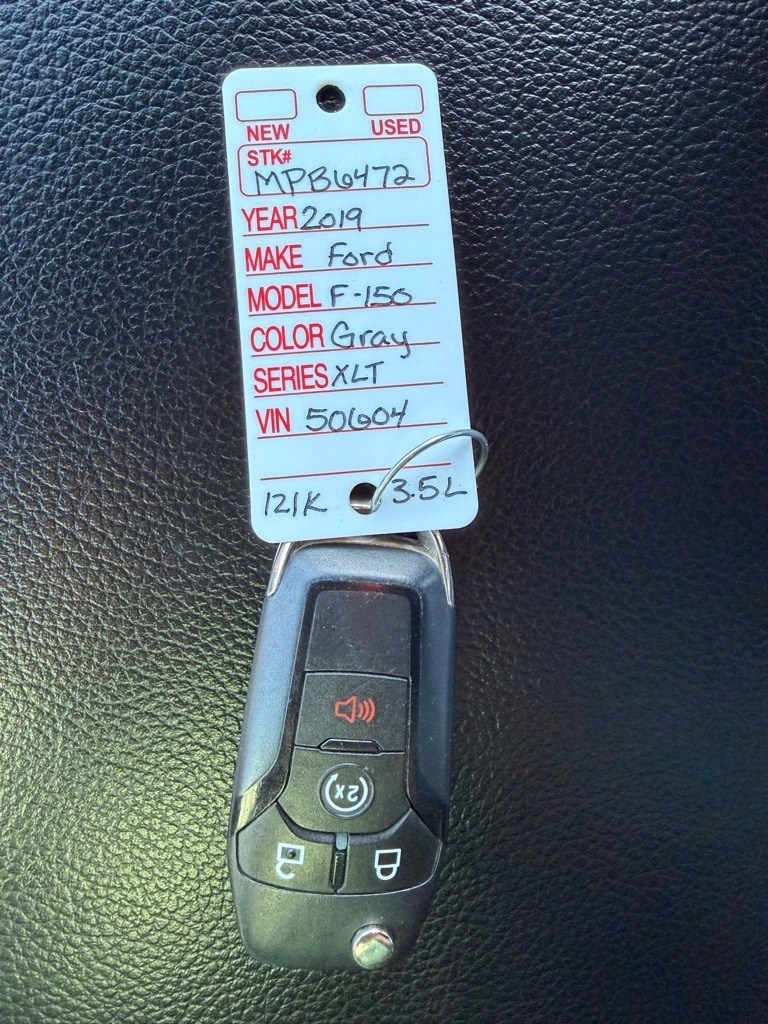 NEW USED
STK#
MPB6472
YEAR 2019
MAKE Ford
MODEL F-150
COLOR Gray
SERIES XLT
VIN 50604
121K 3.5L
2x